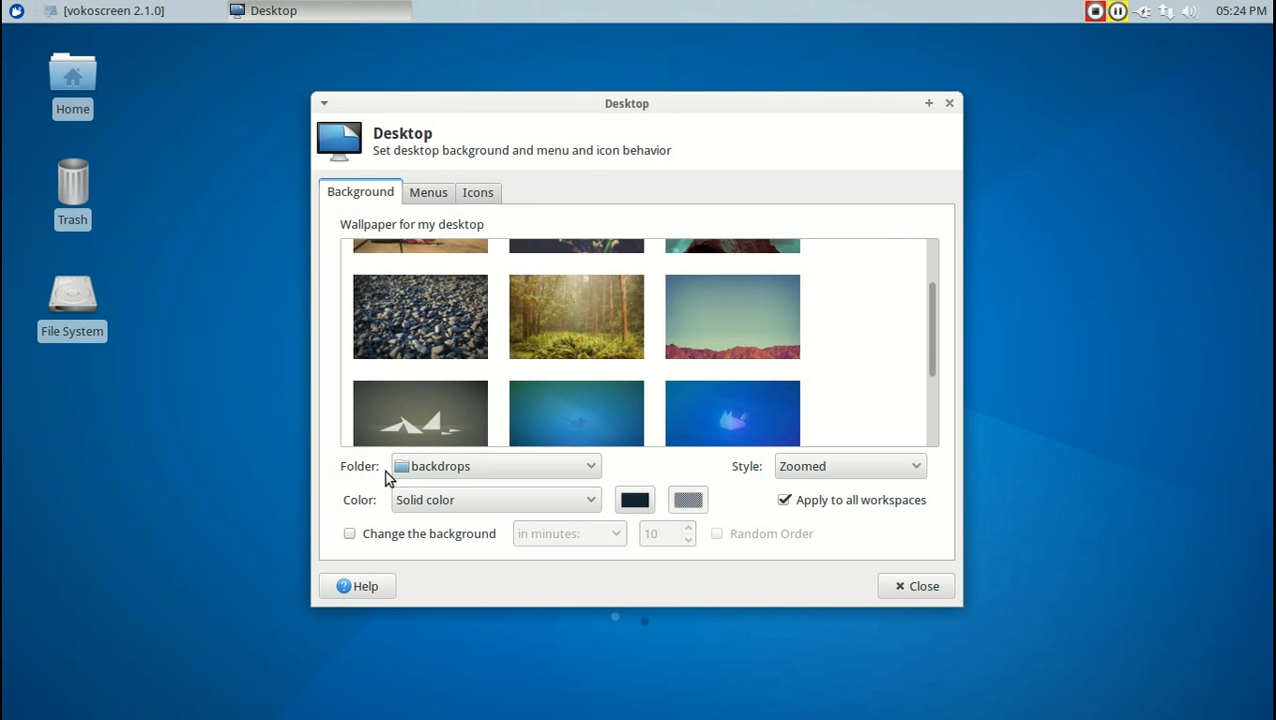 [vokoscreen 2.1.0]
Desktop
05:24 PM
Home
Trash
File System
Desktop
Desktop
Set desktop background and menu and icon behavior
Background Menus Icons
Wallpaper for my desktop
Folder: backdrops Style: Zoomed
Color: Solid color Apply to all workspaces
Change the background in minutes: 10 Random Order
Help Close